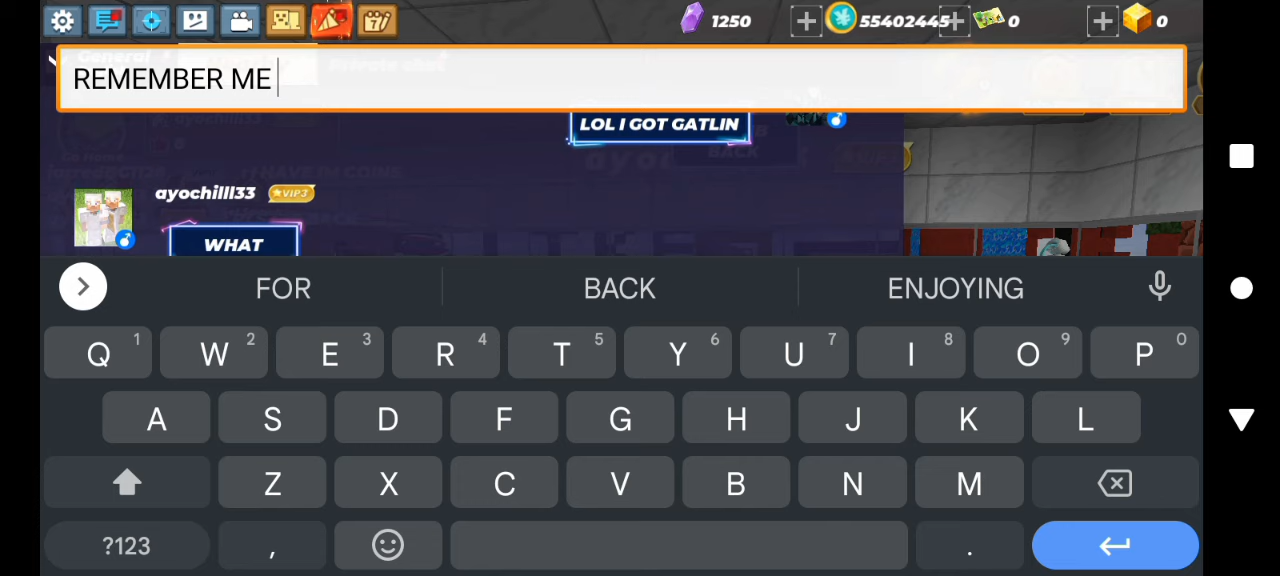 1250
55402445
0
0
REMEMBER ME
LOL I GOT GATLIN
ayochilll33 VIP3
WHAT
FOR BACK ENJOYING
Q 1 W 2 E 3 R 4 T 5 Y 6 U 7 I 8 O 9 P 0
A S D F G H J K L
Z X C V B N M
?123 , .